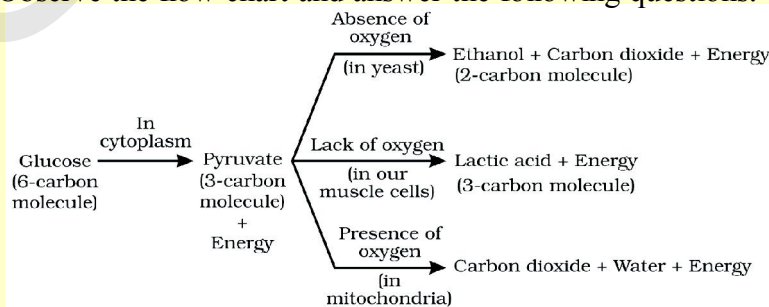 Observe the flow chart and answer the following questions.
Absence of
oxygen
(in yeast)
Ethanol + Carbon dioxide + Energy
(2-carbon molecule)
In
cytoplasm
Glucose
(6-carbon
molecule)
Pyruvate
(3-carbon
molecule)
+
Energy
Lack of oxygen
(in our
muscle cells)
Lactic acid + Energy
(3-carbon molecule)
Presence of
oxygen
(in
mitochondria)
Carbon dioxide + Water + Energy